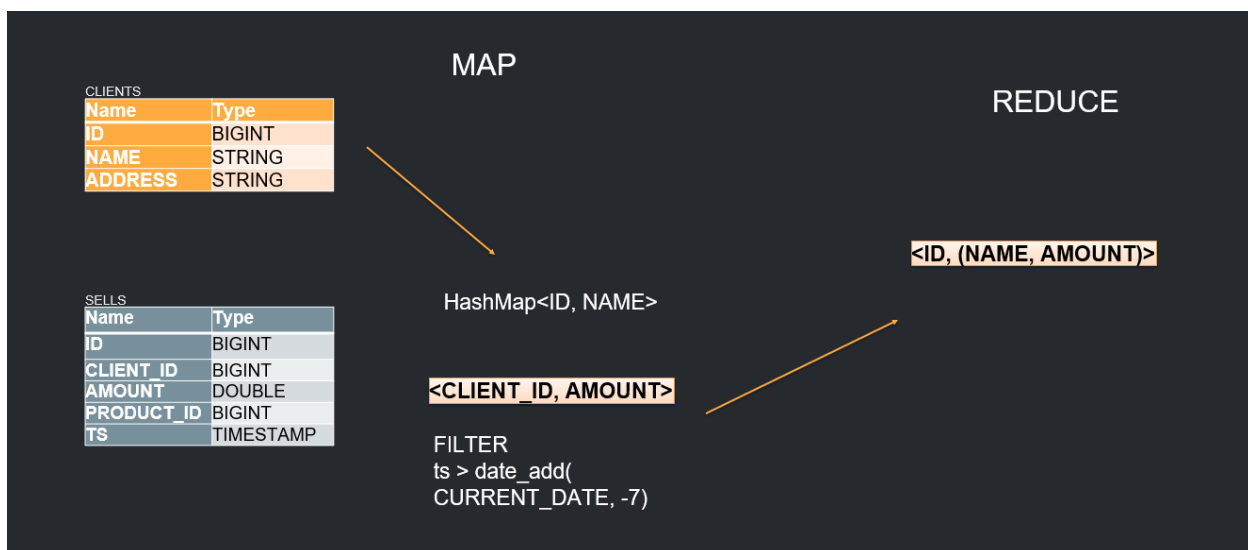 MAP
REDUCE
CLIENTS
Name Type
ID BIGINT
NAME STRING
ADDRESS STRING
<ID, (NAME, AMOUNT)>
SELLS
Name Type
ID BIGINT
CLIENT_ID BIGINT
AMOUNT DOUBLE
PRODUCT_ID BIGINT
TS TIMESTAMP
HashMap<ID, NAME>
<CLIENT_ID, AMOUNT>
FILTER
ts > date_add(
CURRENT_DATE, -7)